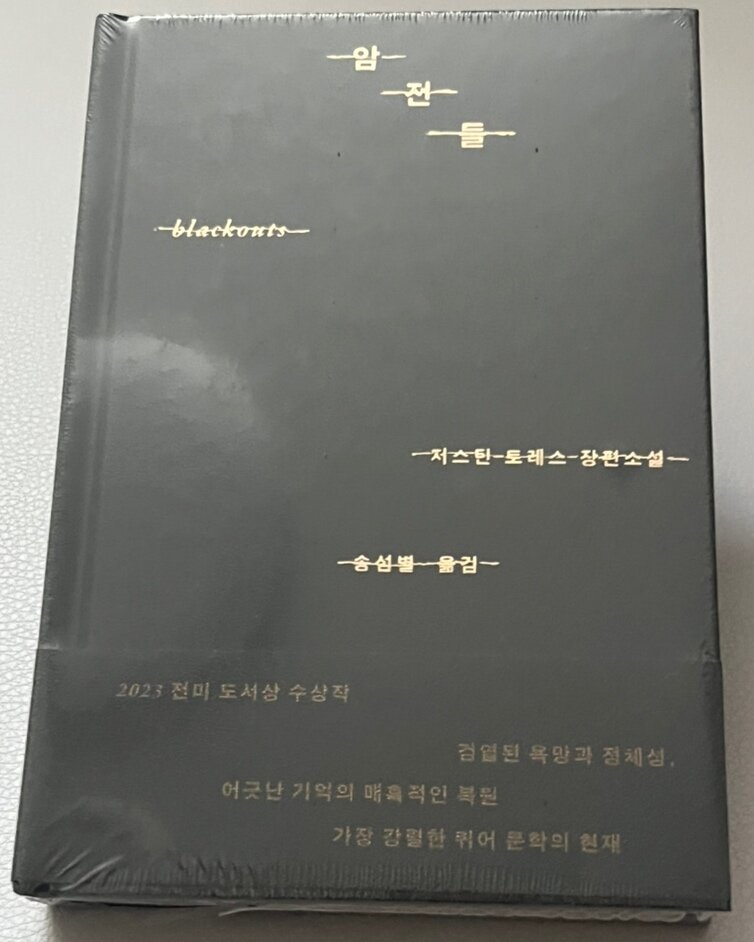 암
전
들
blackouts
저스틴 토레스 장편소설
송섬별 옮김
2023 전미 도서상 수상작
검열된 욕망과 정체성,
어긋난 기억의 매혹적인 복원
가장 강렬한 퀴어 문학의 현재